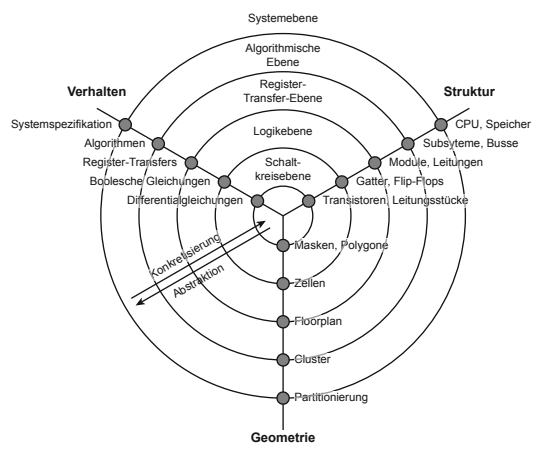 Systemebene
Algorithmische
Ebene
Register-
Transfer-Ebene
Logikebene
Schalt-
kreisebene
Verhalten
Systemspezifikation
Algorithmen
Register-Transfers
Boolesche Gleichungen
Differentialgleichungen
Struktur
CPU, Speicher
Subsyteme, Busse
Module, Leitungen
Gatter, Flip-Flops
Transistoren, Leitungsstücke
Konkretisierung
Abstraktion
Masken, Polygone
Zellen
Floorplan
Cluster
Partitionierung
Geometrie